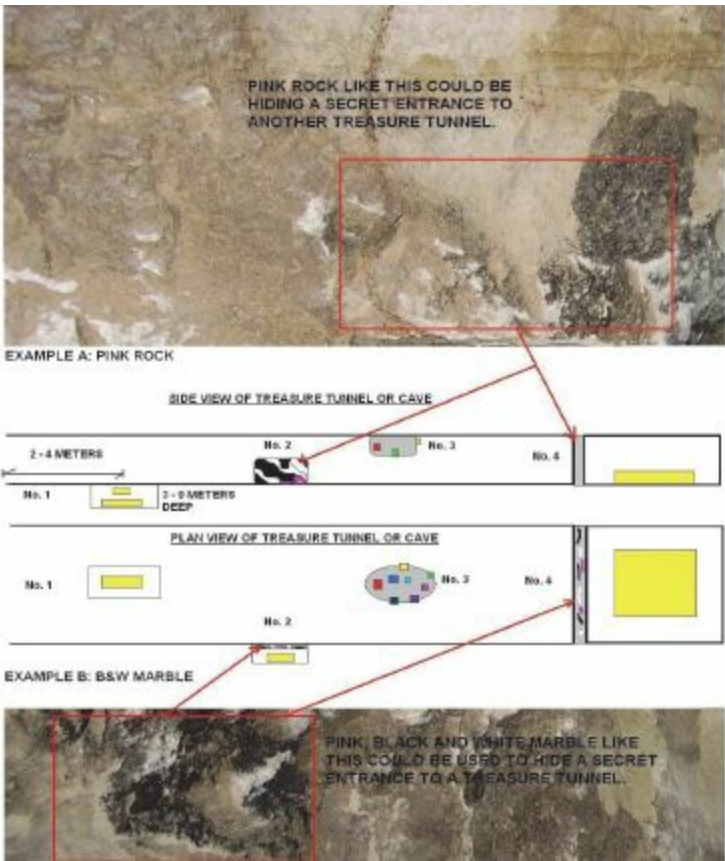 PINK ROCK LIKE THIS COULD BE
HIDING A SECRET ENTRANCE TO
ANOTHER TREASURE TUNNEL.
EXAMPLE A: PINK ROCK
SIDE VIEW OF TREASURE TUNNEL OR CAVE
2 - 4 METERS
No. 2
No. 3
No. 4
No. 1
3 - 9 METERS
DEEP
PLAN VIEW OF TREASURE TUNNEL OR CAVE
No. 1
No. 3
No. 4
No. 2
EXAMPLE B: B&W MARBLE
PINK, BLACK AND WHITE MARBLE LIKE
THIS COULD BE USED TO HIDE A SECRET
ENTRANCE TO A TREASURE TUNNEL.